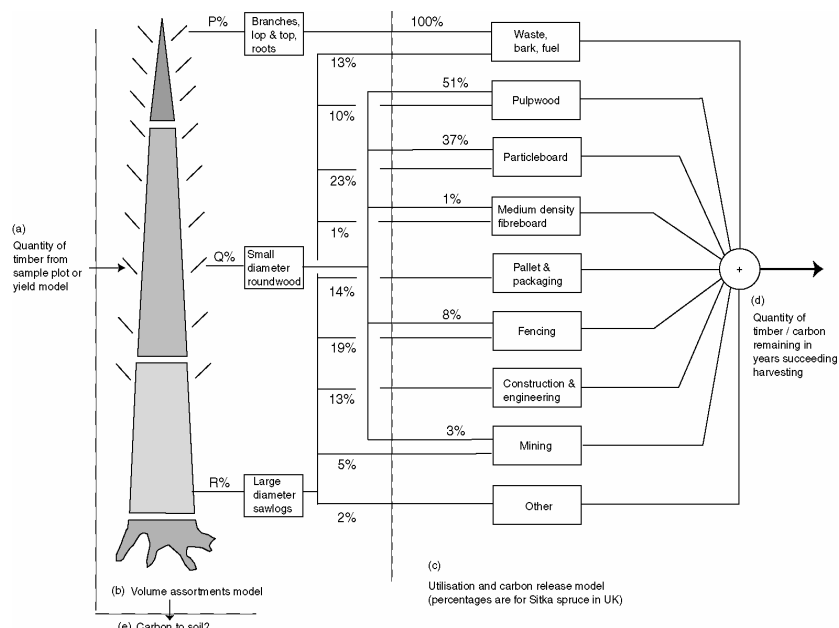 P%
Branches,
lop & top,
roots
100%
Waste,
bark, fuel
13%
51%
Pulpwood
10%
37%
Particleboard
23%
1%
Medium density
fibreboard
1%
(a)
Quantity of
timber from
sample plot or
yield model
Q%
Small
diameter
roundwood
14%
Pallet &
packaging
+
(d)
Quantity of
timber / carbon
remaining in
years succeeding
harvesting
8%
Fencing
19%
Construction &
engineering
13%
3%
Mining
5%
R%
Large
diameter
sawlogs
2%
Other
(c)
Utilisation and carbon release model
(percentages are for Sitka spruce in UK)
(b) Volume assortments model
(e) Carbon to soil?